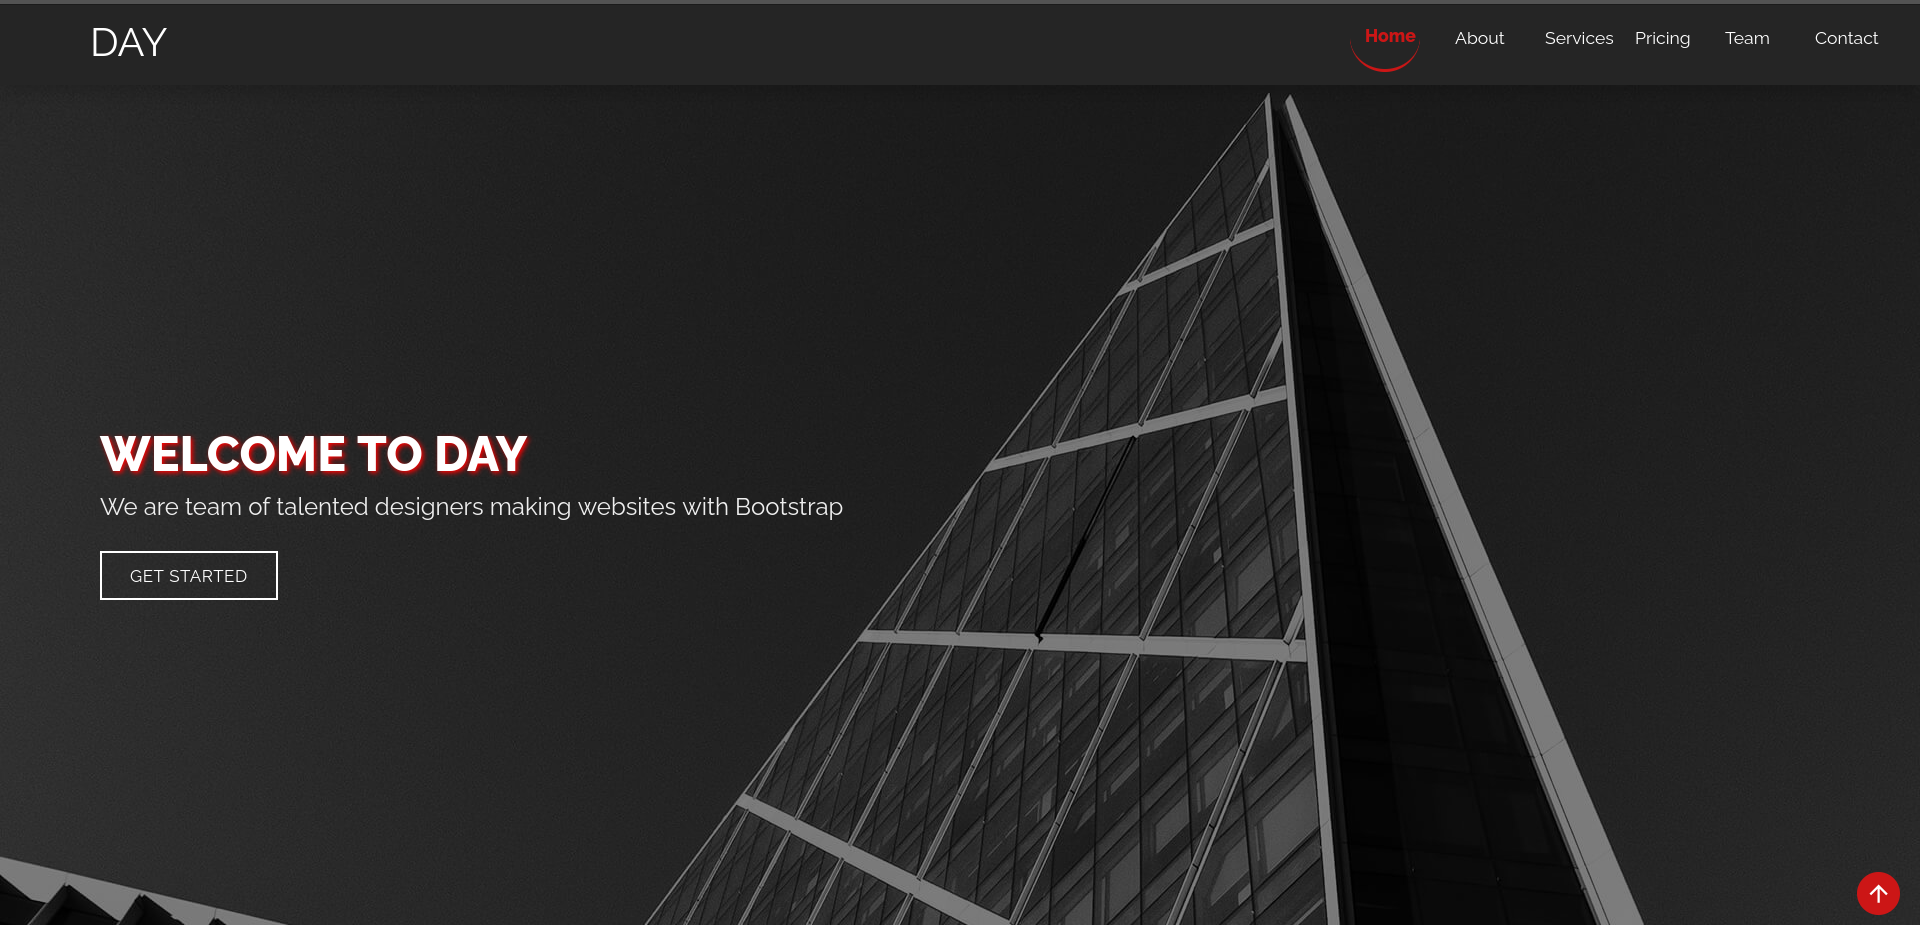 DAY
Home About Services Pricing Team Contact
WELCOME TO DAY
We are team of talented designers making websites with Bootstrap
GET STARTED